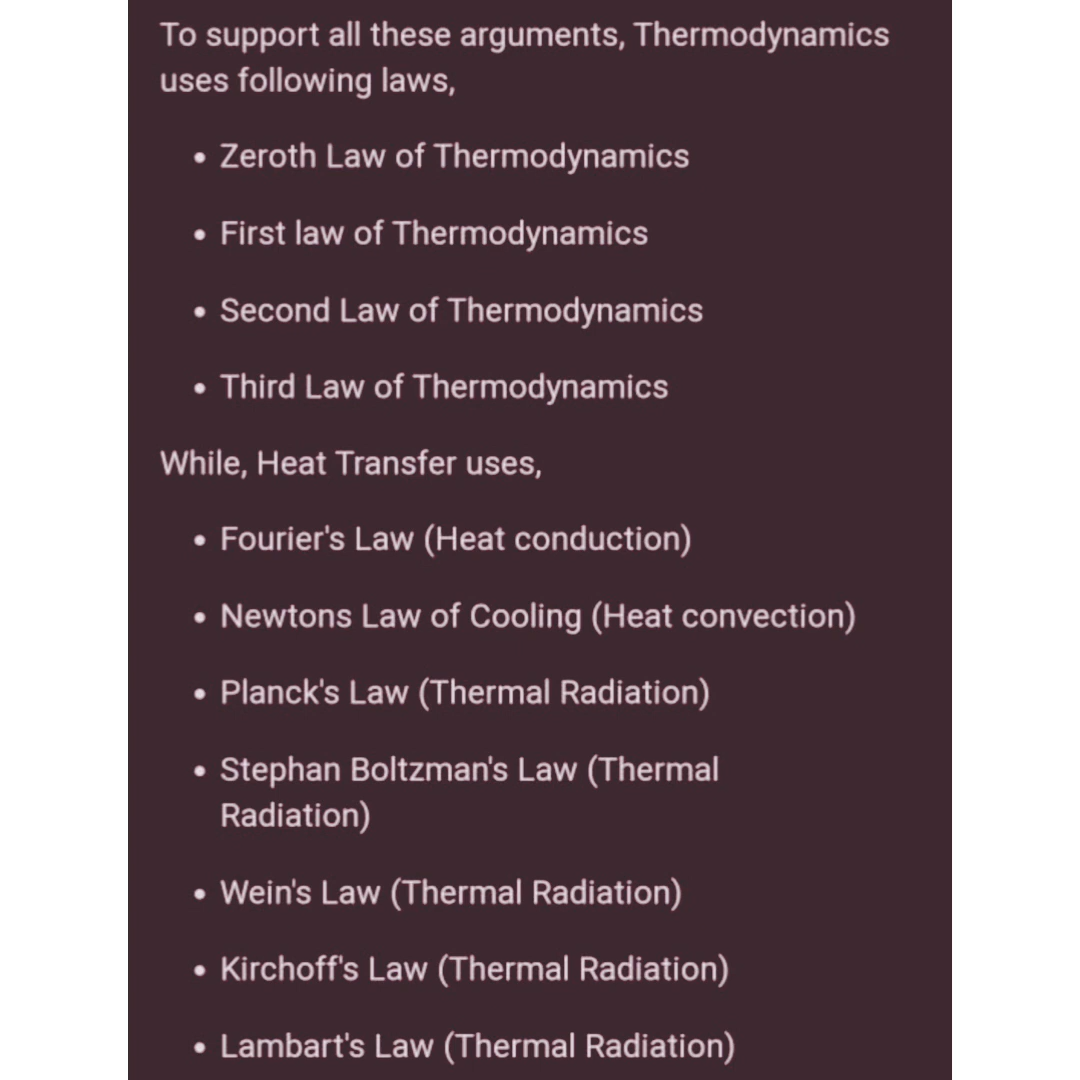 To support all these arguments, Thermodynamics
uses following laws,
• Zeroth Law of Thermodynamics
• First law of Thermodynamics
• Second Law of Thermodynamics
• Third Law of Thermodynamics
While, Heat Transfer uses,
• Fourier's Law (Heat conduction)
• Newtons Law of Cooling (Heat convection)
• Planck's Law (Thermal Radiation)
• Stephan Boltzman's Law (Thermal
Radiation)
• Wein's Law (Thermal Radiation)
• Kirchoff's Law (Thermal Radiation)
• Lambart's Law (Thermal Radiation)